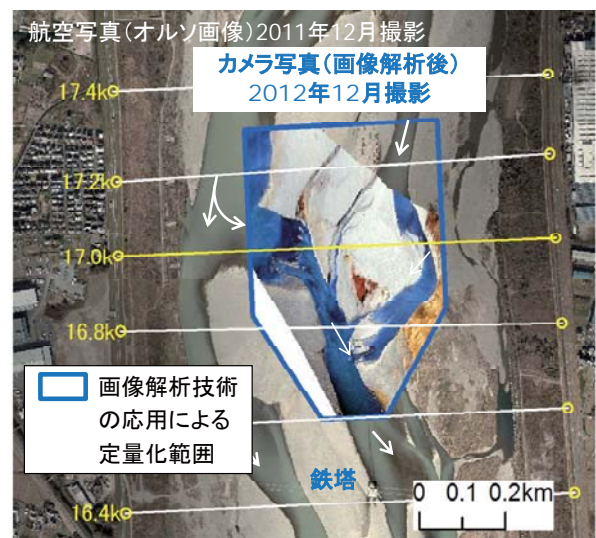 航空写真(オルソ画像)2011年12月撮影
カメラ写真(画像解析後)
2012年12月撮影
17.4k
17.2k
17.0k
16.8k
画像解析技術
の応用による
定量化範囲
鉄塔
0 0.1 0.2km
16.4k